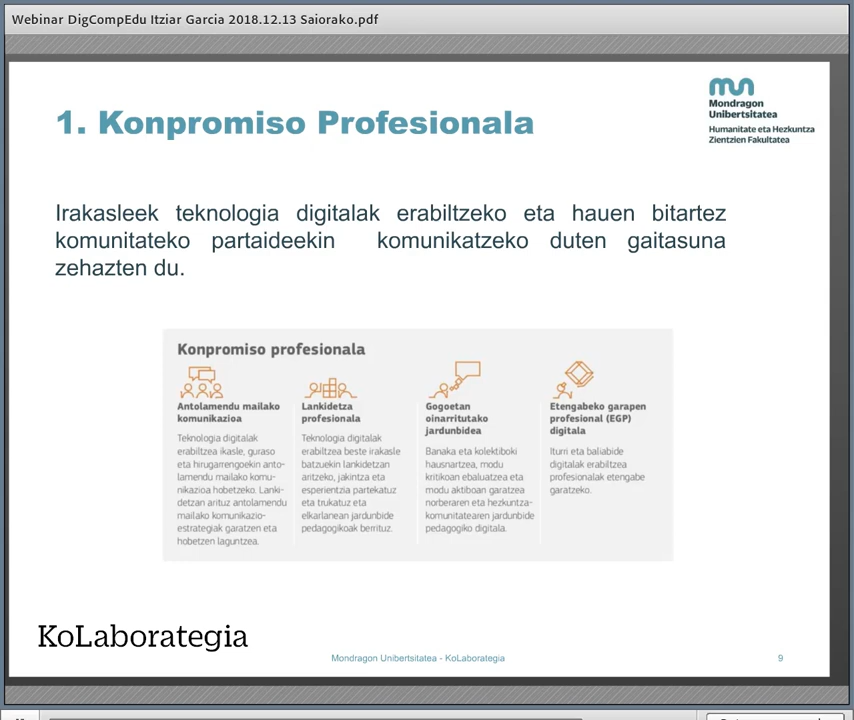 Webinar DigCompEdu Itziar Garcia 2018.12.13 Saiorako.pdf
Mondragon
Unibertsitatea
Humanitate eta Hezkuntza
Zientzien Fakultatea
1. Konpromiso Profesionala
Irakasleek teknologia digitalak erabiltzeko eta hauen bitartez
komunitateko partaideekin komunikatzeko duten gaitasuna
zehazten du.
Konpromiso profesionala
Antolamendu mailako
komunikazioa
Teknologia digitalak
erabiltzea ikasle, guraso
eta hirugarrengoekin anto-
lamendu mailako komu-
nikazioa hobetzeko. Lanki-
detzan arituz antolamendu
mailako komunikazio-
estrategiak garatzen eta
hobetzen laguntzea.
Lankidetza
profesionala
Teknologia digitalak
erabiltzea beste irakasle
batzuekin lankidetzan
aritzeko, jakintza eta
esperientzia partekatuz
eta trukatuz eta
elkarlanean jardunbide
pedagogikoak berrituz.
Gogoetan
oinarritutako
jardunbidea
Banaka eta kolektiboki
hausnartzea, modu
kritikoan ebaluatzea eta
modu aktiboan garatzea
norberaren eta hezkuntza-
komunitatearen jardunbide
pedagogiko digitala.
Etengabeko garapen
profesional (EGP)
digitala
Iturri eta baliabide
digitalak erabiltzea
profesionalak etengabe
garatzeko.
KoLaborategia
Mondragon Unibertsitatea - KoLaborategia
9